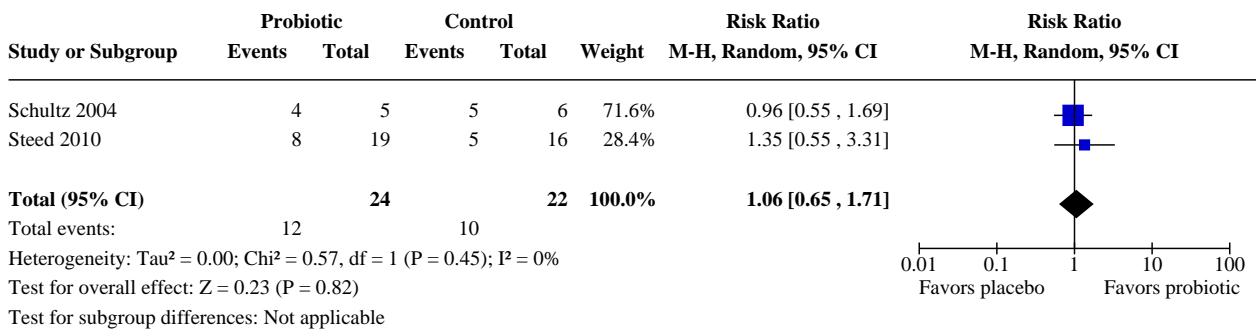 Probiotic Control Risk Ratio Risk Ratio
Study or Subgroup Events Total Events Total Weight M-H, Random, 95% CI M-H, Random, 95% CI
Schultz 2004 4 5 5 6 71.6% 0.96 [0.55 , 1.69]
Steed 2010 8 19 5 16 28.4% 1.35 [0.55 , 3.31]
Total (95% CI) 24 22 100.0% 1.06 [0.65 , 1.71]
Total events: 12 10
Heterogeneity: Tau² = 0.00; Chi² = 0.57, df = 1 (P = 0.45); I² = 0%
0.01 0.1 1 10 100
Test for overall effect: Z = 0.23 (P = 0.82) Favors placebo Favors probiotic
Test for subgroup differences: Not applicable